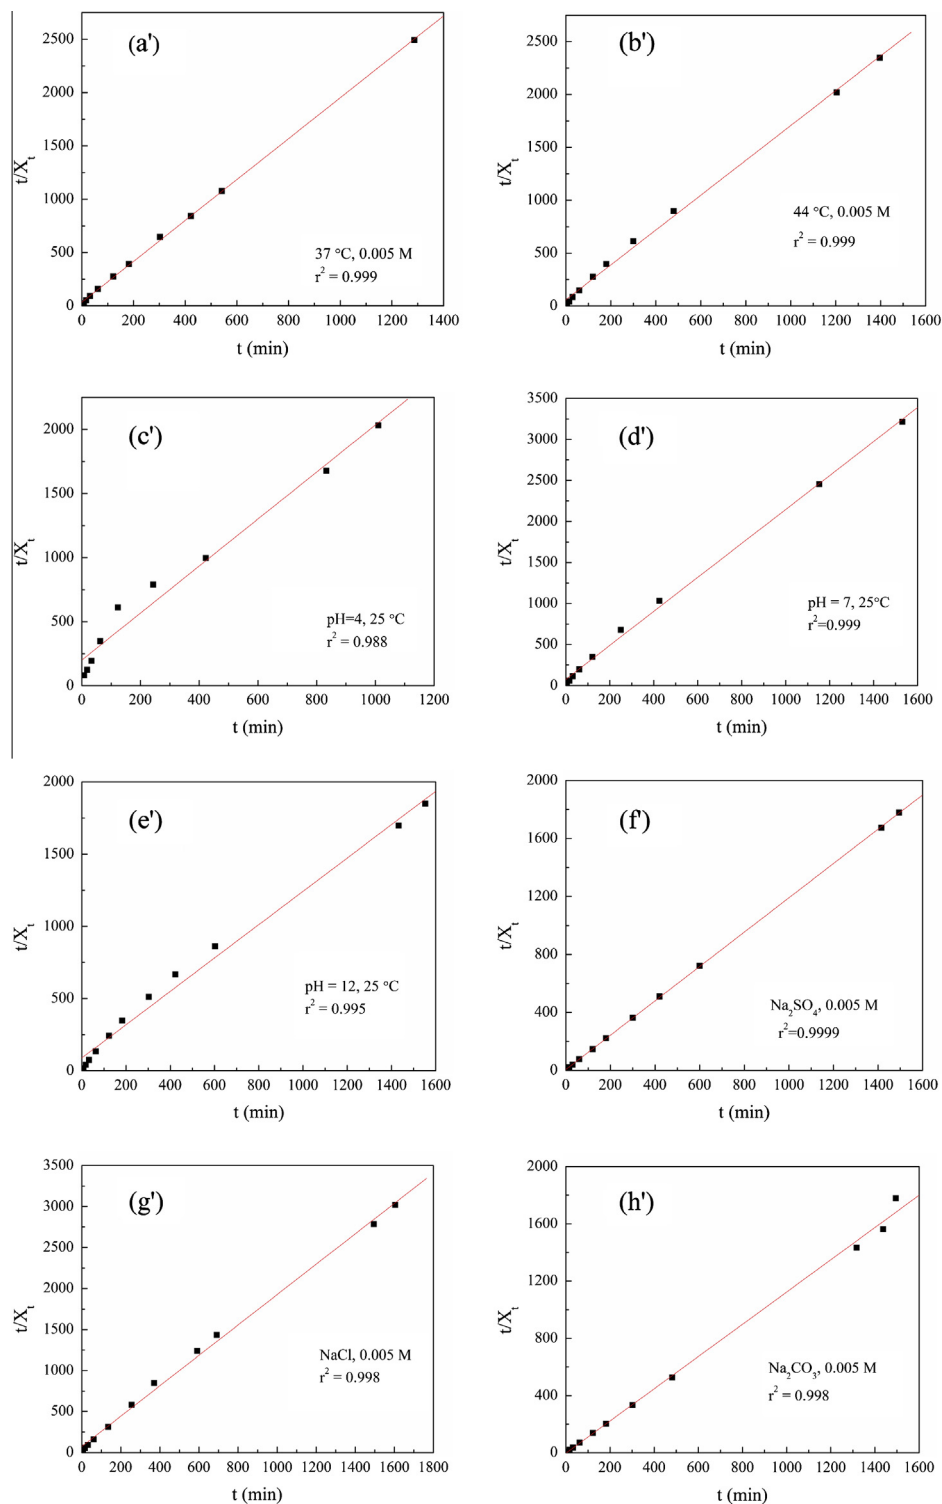 (a')
2500
2000
1500
1000
500
0
t/Xₜ
37 °C, 0.005 M
r² = 0.999
0 200 400 600 800 1000 1200 1400
t (min)
(b')
2500
2000
1500
1000
500
0
t/Xₜ
44 °C, 0.005 M
r² = 0.999
0 200 400 600 800 1000 1200 1400 1600
t (min)
(c')
2000
1500
1000
500
0
t/Xₜ
pH=4, 25 °C
r² = 0.988
0 200 400 600 800 1000 1200
t (min)
(d')
3500
3000
2500
2000
1500
1000
500
0
t/Xₜ
pH = 7, 25°C
r²=0.999
0 200 400 600 800 1000 1200 1400 1600
t (min)
(e')
2000
1500
1000
500
0
t/Xₜ
pH = 12, 25 °C
r² = 0.995
0 200 400 600 800 1000 1200 1400 1600
t (min)
(f')
2000
1600
1200
800
400
0
t/Xₜ
Na₂SO₄, 0.005 M
r²=0.9999
0 200 400 600 800 1000 1200 1400 1600
t (min)
(g')
3500
3000
2500
2000
1500
1000
500
0
t/Xₜ
NaCl, 0.005 M
r² = 0.998
0 200 400 600 800 1000 1200 1400 1600 1800
t (min)
(h')
2000
1600
1200
800
400
0
t/Xₜ
Na₂CO₃, 0.005 M
r² = 0.998
0 200 400 600 800 1000 1200 1400 1600
t (min)